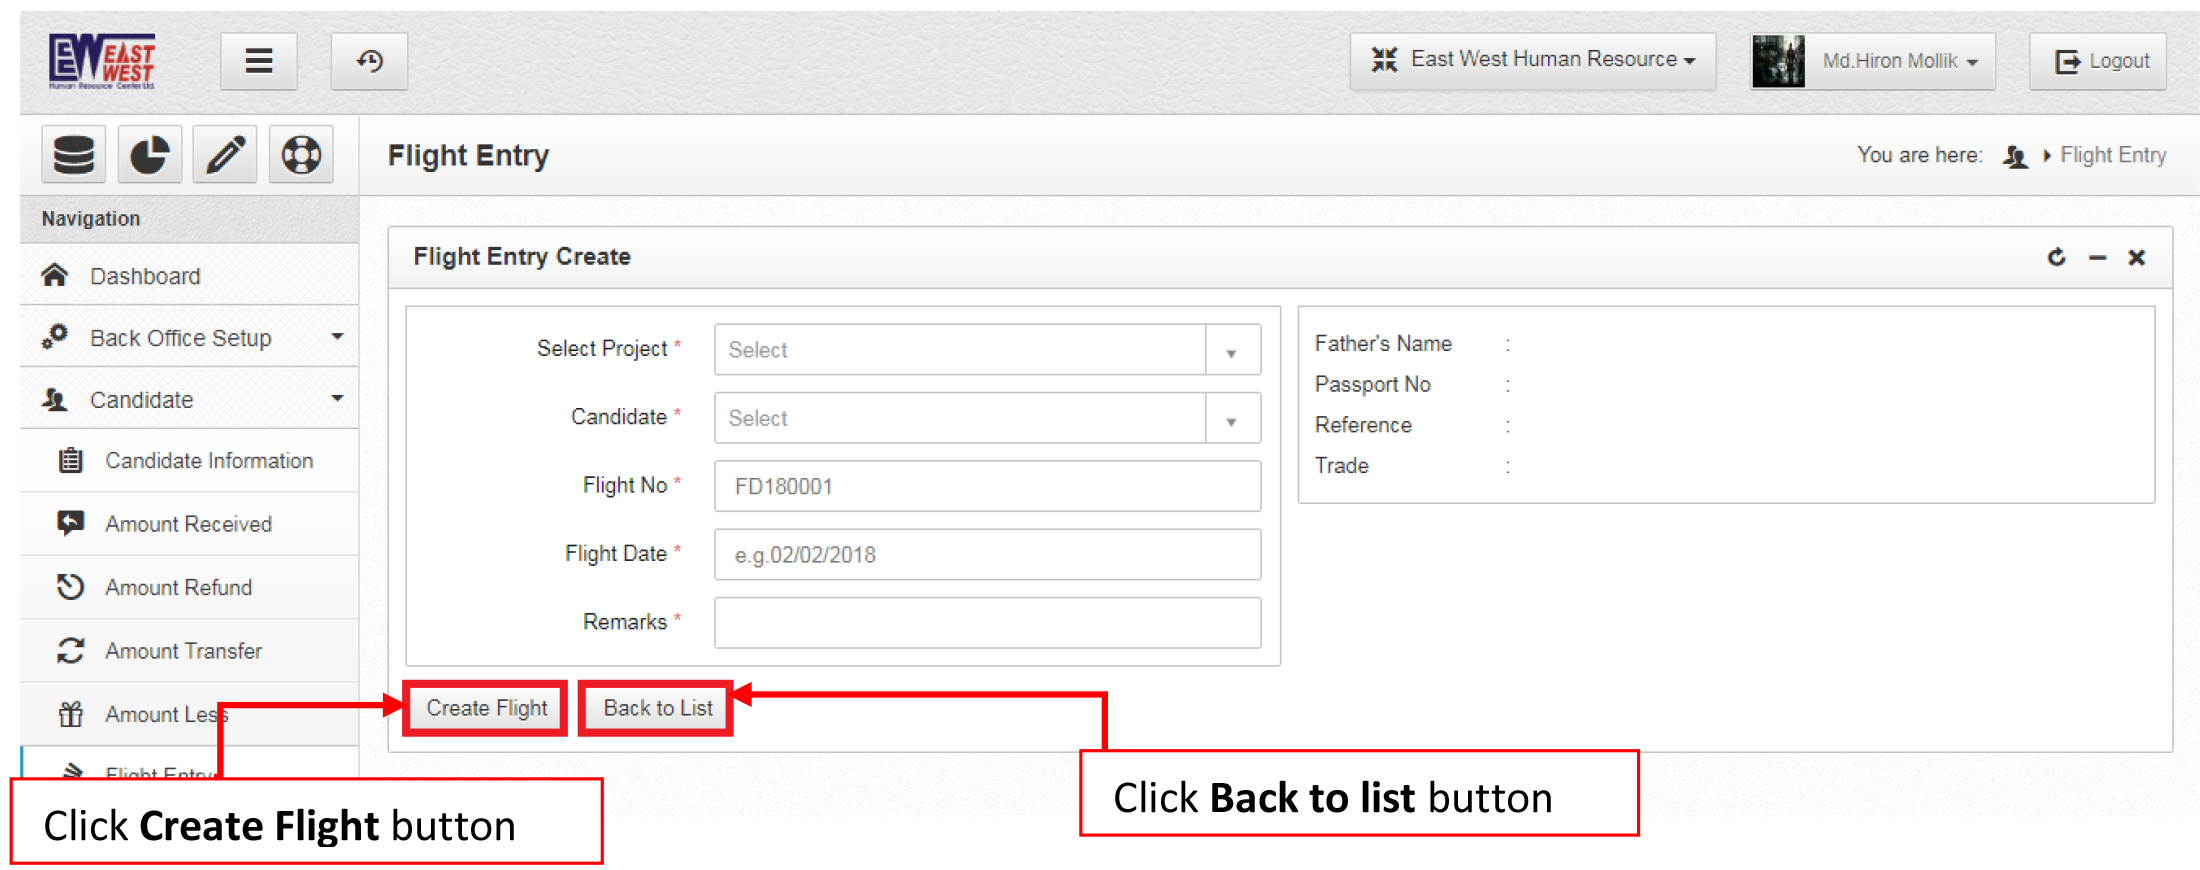 EW EAST
WEST
Human Resource Center Ltd.
East West Human Resource
Md.Hiron Mollik
Logout
Flight Entry
You are here: Flight Entry
Navigation
Dashboard
Back Office Setup
Candidate
Candidate Information
Amount Received
Amount Refund
Amount Transfer
Amount Less
Flight Entry
Flight Entry Create
Select Project * Select
Candidate * Select
Flight No * FD180001
Flight Date * e.g.02/02/2018
Remarks *
Father's Name :
Passport No :
Reference :
Trade :
Create Flight Back to List
Click Create Flight button
Click Back to list button